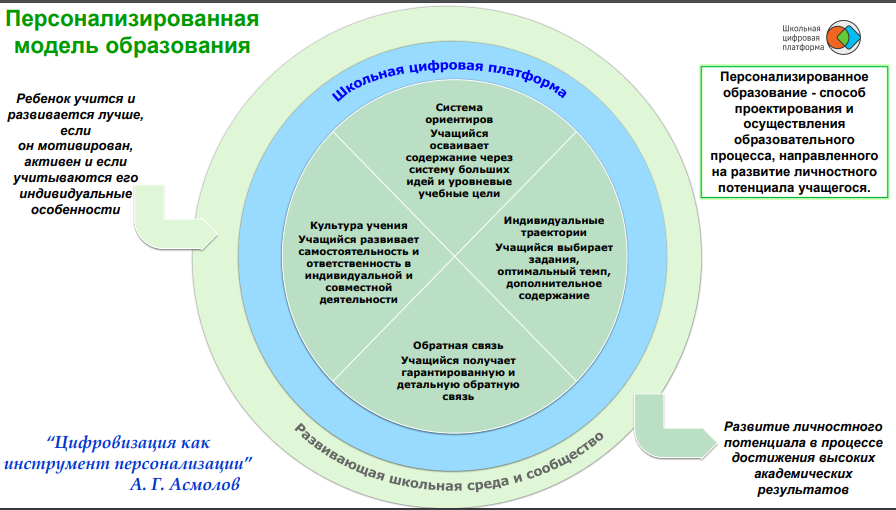 Персонализированная
модель образования
Школьная
цифровая
платформа
Ребенок учится и
развивается лучше,
если
он мотивирован,
активен и если
учитываются его
индивидуальные
особенности
Школьная цифровая платформа
Система
ориентиров
Учащийся
осваивает
содержание через
систему больших
идей и уровневые
учебные цели
Культура учения
Учащийся развивает
самостоятельность и
ответственность в
индивидуальной и
совместной
деятельности
Индивидуальные
траектории
Учащийся выбирает
задания,
оптимальный темп,
дополнительное
содержание
Обратная связь
Учащийся получает
гарантированную и
детальную обратную
связь
Развивающая школьная среда и сообщество
Персонализированное
образование - способ
проектирования и
осуществления
образовательного
процесса, направленного
на развитие личностного
потенциала учащегося.
“Цифровизация как
инструмент персонализации”
А. Г. Асмолов
Развитие личностного
потенциала в процессе
достижения высоких
академических
результатов